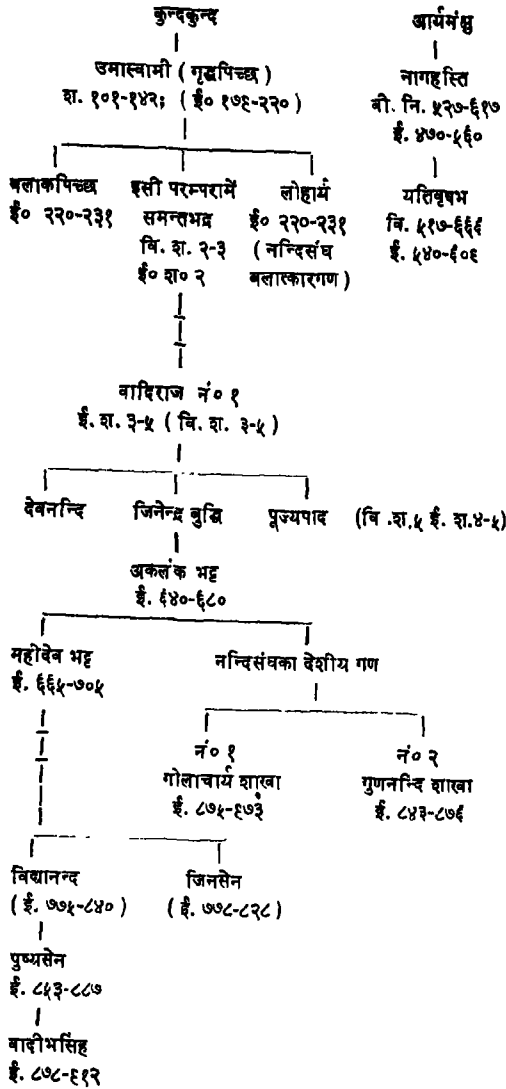 कुन्दकुन्द
आर्यमंक्षु
उमास्वामी ( गृद्धपिच्छ )
श. १०१-१४२; ( ई० १७९-२२०)
नागहस्ति
वी. नि. ५२७-६१७
ई. ४७०-५६०
बलाकपिच्छ
ई० २२०-२३१
इसी परम्परामें
समन्तभद्र
वि. श. २-३
ई० श० २
लोहार्य
ई० २२०-२३१
(नन्दिसंघ
बलात्कारगण)
यतिवृषभ
वि. ५१७-६६६
ई. ५४०-६०९
वादिराज नं० १
ई. श. ३-५ ( वि. श. ३-५ )
देवनन्दि
जिनेन्द्र बुद्धि
पूज्यपाद
(वि .श.५ ई. श.४-५)
अकलंक भट्ट
ई. ६४०-६८०
महीदेव भट्ट
ई. ६६५-७०५
नन्दिसंघका देशीय गण
नं० १
गोलाचार्य शाखा
ई. ८७५-९७३
नं० २
गुणनन्दि शाखा
ई. ८४३-८७६
विद्यानन्द
( ई. ७७५-८४०)
जिनसेन
( ई. ७७८-८२८)
पुष्यसेन
ई. ८५३-८८७
वादीभसिंह
ई. ८७८-९१२